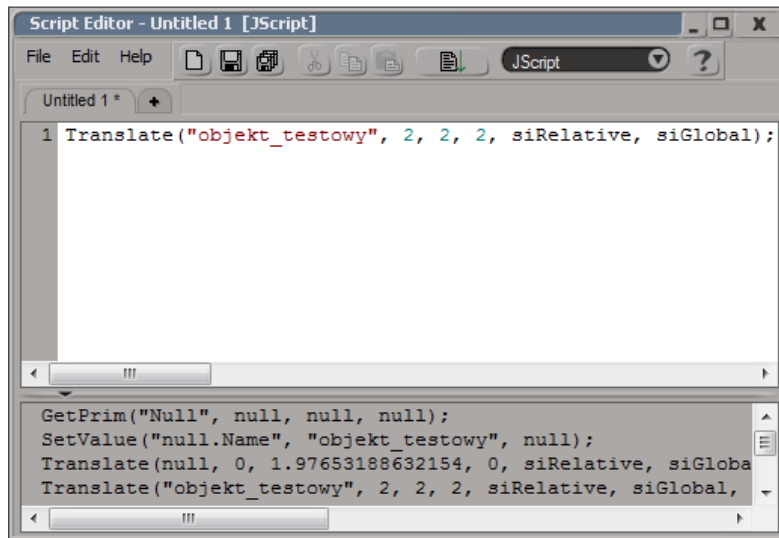 Script Editor - Untitled 1 [JScript]
File Edit Help JScript ?
Untitled 1 * +
1 Translate("objekt_testowy", 2, 2, 2, siRelative, siGlobal);
GetPrim("Null", null, null, null);
SetValue("null.Name", "objekt_testowy", null);
Translate(null, 0, 1.97653188632154, 0, siRelative, siGloba
Translate("objekt_testowy", 2, 2, 2, siRelative, siGlobal,